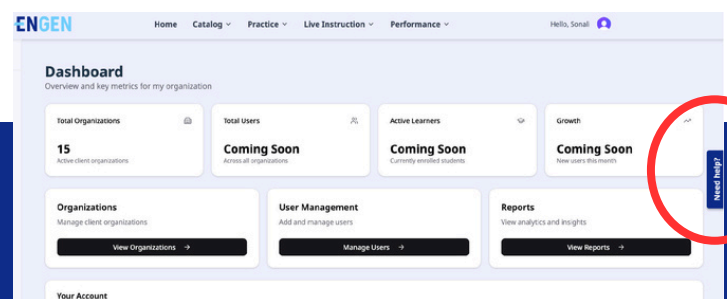 ENGEN
Home Catalog Practice Live Instruction Performance Hello, Sonali
Dashboard
Overview and key metrics for my organization
Total Organizations
15
Active client organizations
Total Users
Coming Soon
Across all organizations
Active Learners
Coming Soon
Currently enrolled students
Growth
Coming Soon
New users this month
Need help?
Organizations
Manage client organizations
View Organizations →
User Management
Add and manage users
Manage Users →
Reports
View analytics and insights
View Reports →
Your Account